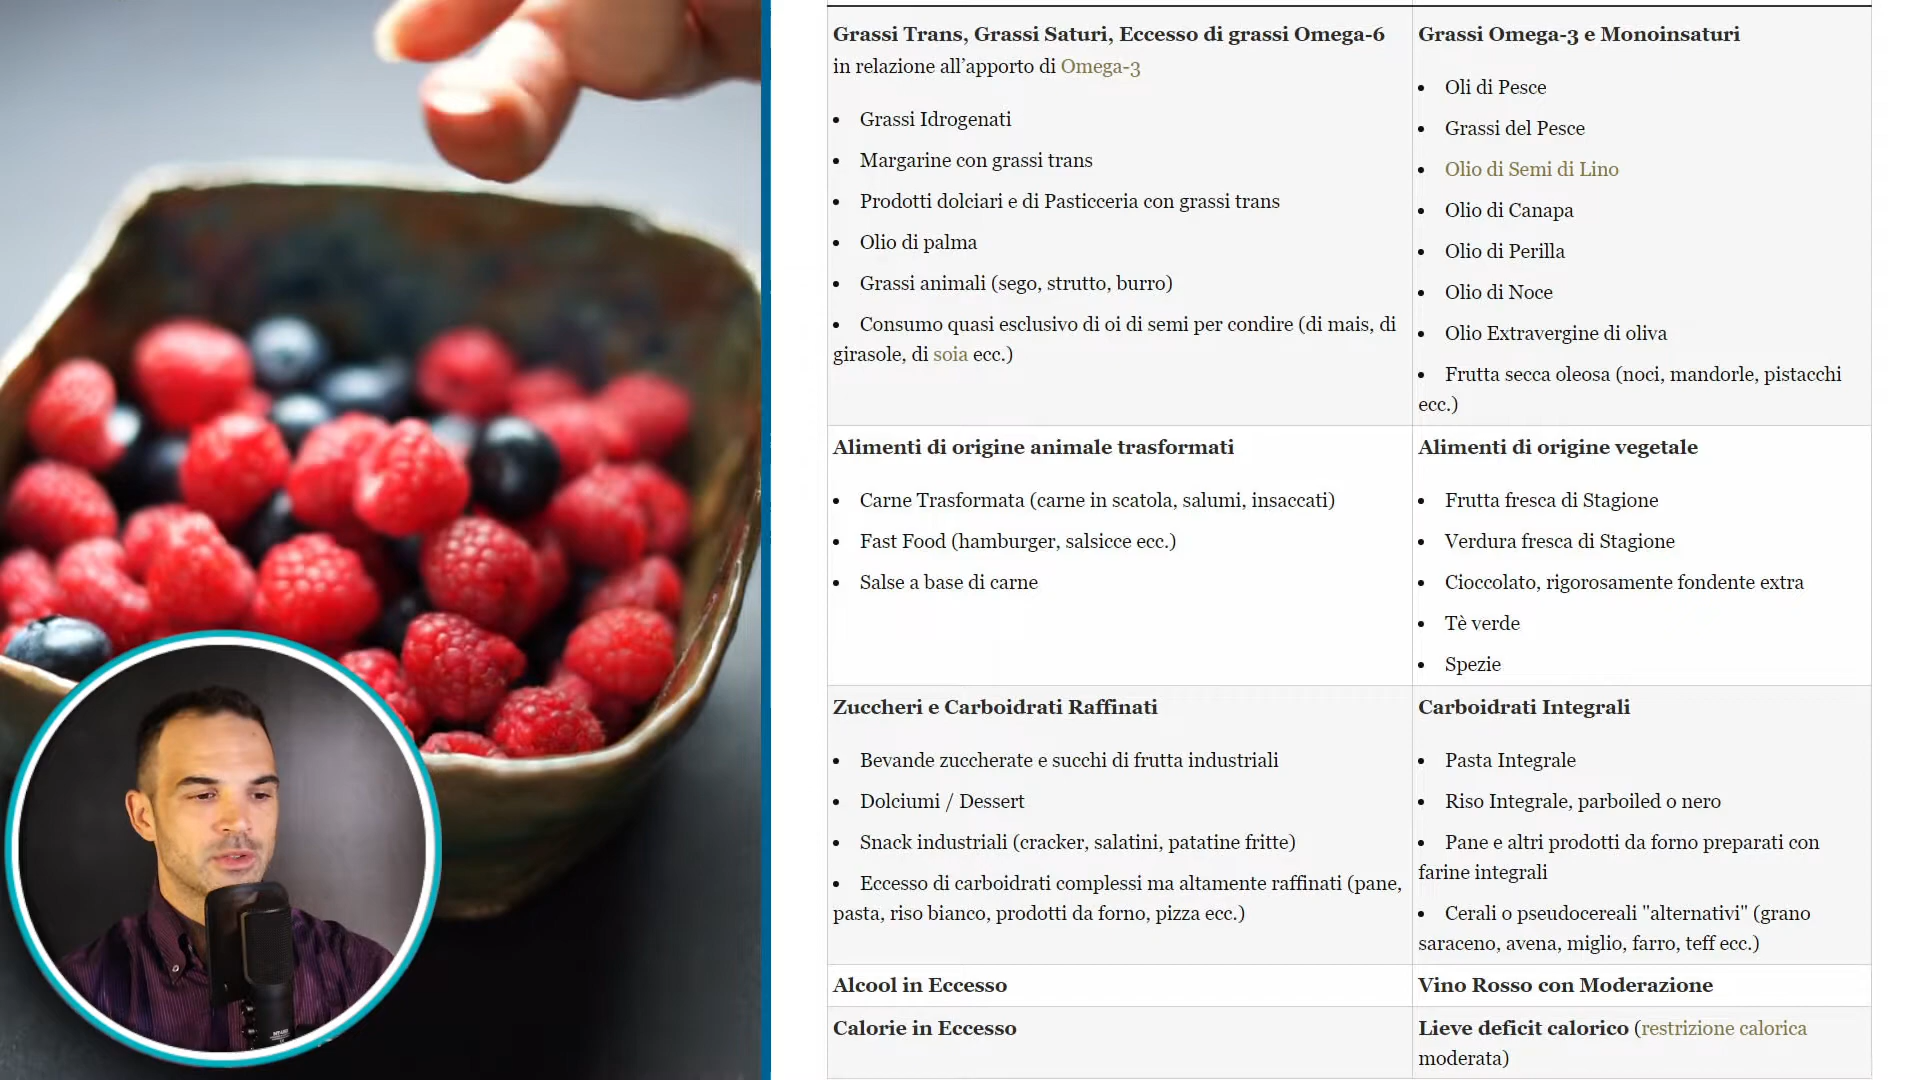 Grassi Trans, Grassi Saturi, Eccesso di grassi Omega-6
in relazione all’apporto di Omega-3
• Grassi Idrogenati
• Margarine con grassi trans
• Prodotti dolciari e di Pasticceria con grassi trans
• Olio di palma
• Grassi animali (sego, strutto, burro)
• Consumo quasi esclusivo di oi di semi per condire (di mais, di
girasole, di soia ecc.)
Grassi Omega-3 e Monoinsaturi
• Oli di Pesce
• Grassi del Pesce
• Olio di Semi di Lino
• Olio di Canapa
• Olio di Perilla
• Olio di Noce
• Olio Extravergine di oliva
• Frutta secca oleosa (noci, mandorle, pistacchi
ecc.)
Alimenti di origine animale trasformati
• Carne Trasformata (carne in scatola, salumi, insaccati)
• Fast Food (hamburger, salsicce ecc.)
• Salse a base di carne
Alimenti di origine vegetale
• Frutta fresca di Stagione
• Verdura fresca di Stagione
• Cioccolato, rigorosamente fondente extra
• Tè verde
• Spezie
Zuccheri e Carboidrati Raffinati
• Bevande zuccherate e succhi di frutta industriali
• Dolciumi / Dessert
• Snack industriali (cracker, salatini, patatine fritte)
• Eccesso di carboidrati complessi ma altamente raffinati (pane,
pasta, riso bianco, prodotti da forno, pizza ecc.)
Carboidrati Integrali
• Pasta Integrale
• Riso Integrale, parboiled o nero
• Pane e altri prodotti da forno preparati con
farine integrali
• Cerali o pseudocereali "alternativi" (grano
saraceno, avena, miglio, farro, teff ecc.)
Alcool in Eccesso
Vino Rosso con Moderazione
Calorie in Eccesso
Lieve deficit calorico (restrizione calorica
moderata)